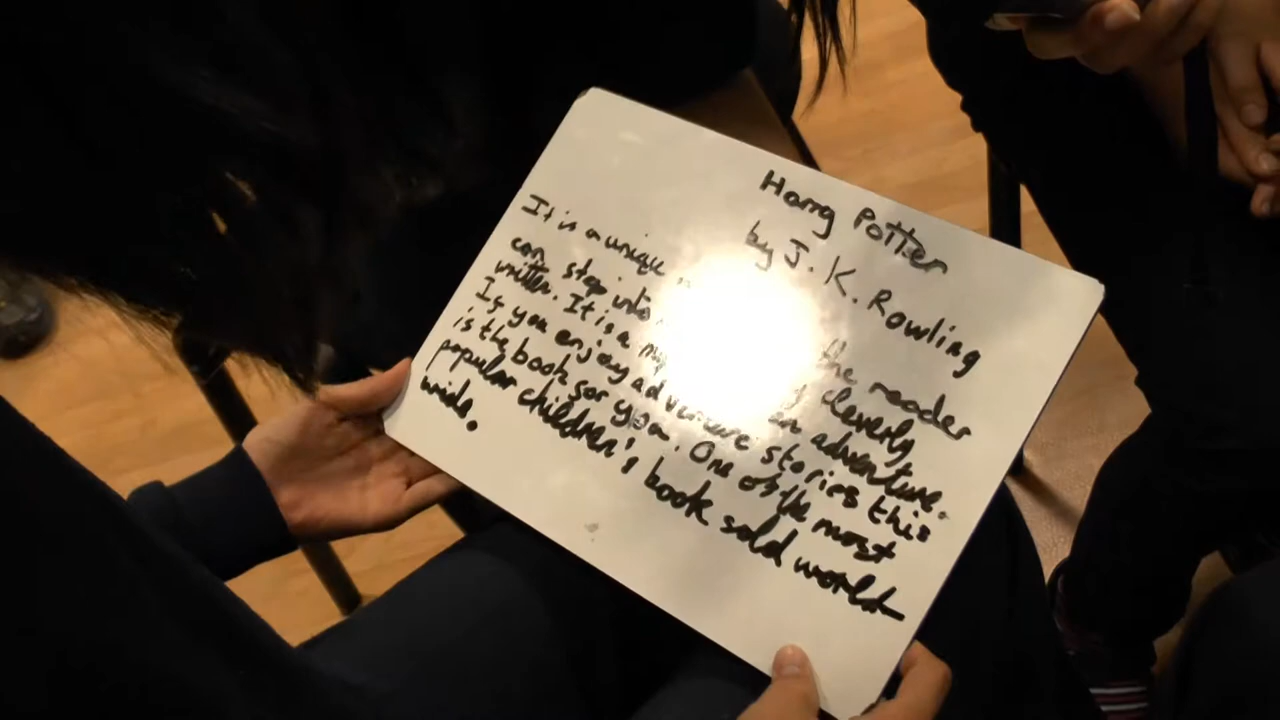 Harry Potter
by J. K. Rowling
It is a unique the reader
can step into cleverly
written. It is a an adventure.
If you enjoy adventure stories this
is the book for you. One of the most
popular children's book sold world
wide.